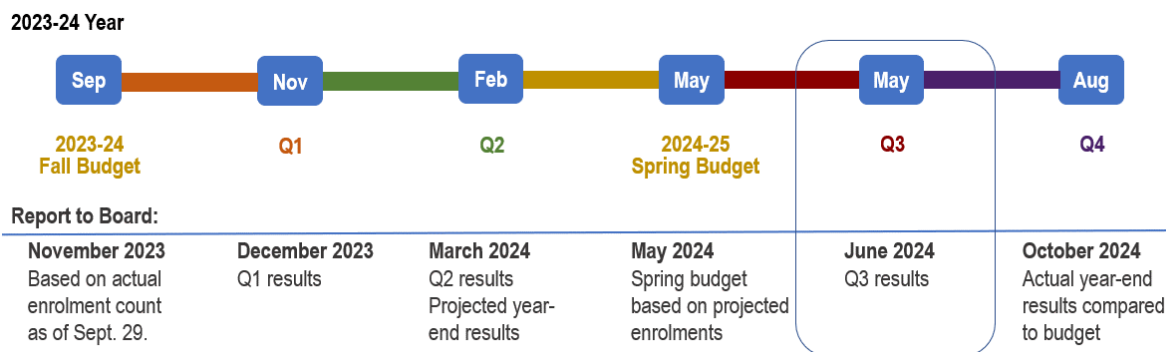 2023-24 Year
Sep
Nov
Feb
May
May
Aug
2023-24
Fall Budget
Q1
Q2
2024-25
Spring Budget
Q3
Q4
Report to Board:
November 2023
Based on actual
enrolment count
as of Sept. 29.
December 2023
Q1 results
March 2024
Q2 results
Projected year-
end results
May 2024
Spring budget
based on projected
enrolments
June 2024
Q3 results
October 2024
Actual year-end
results compared
to budget